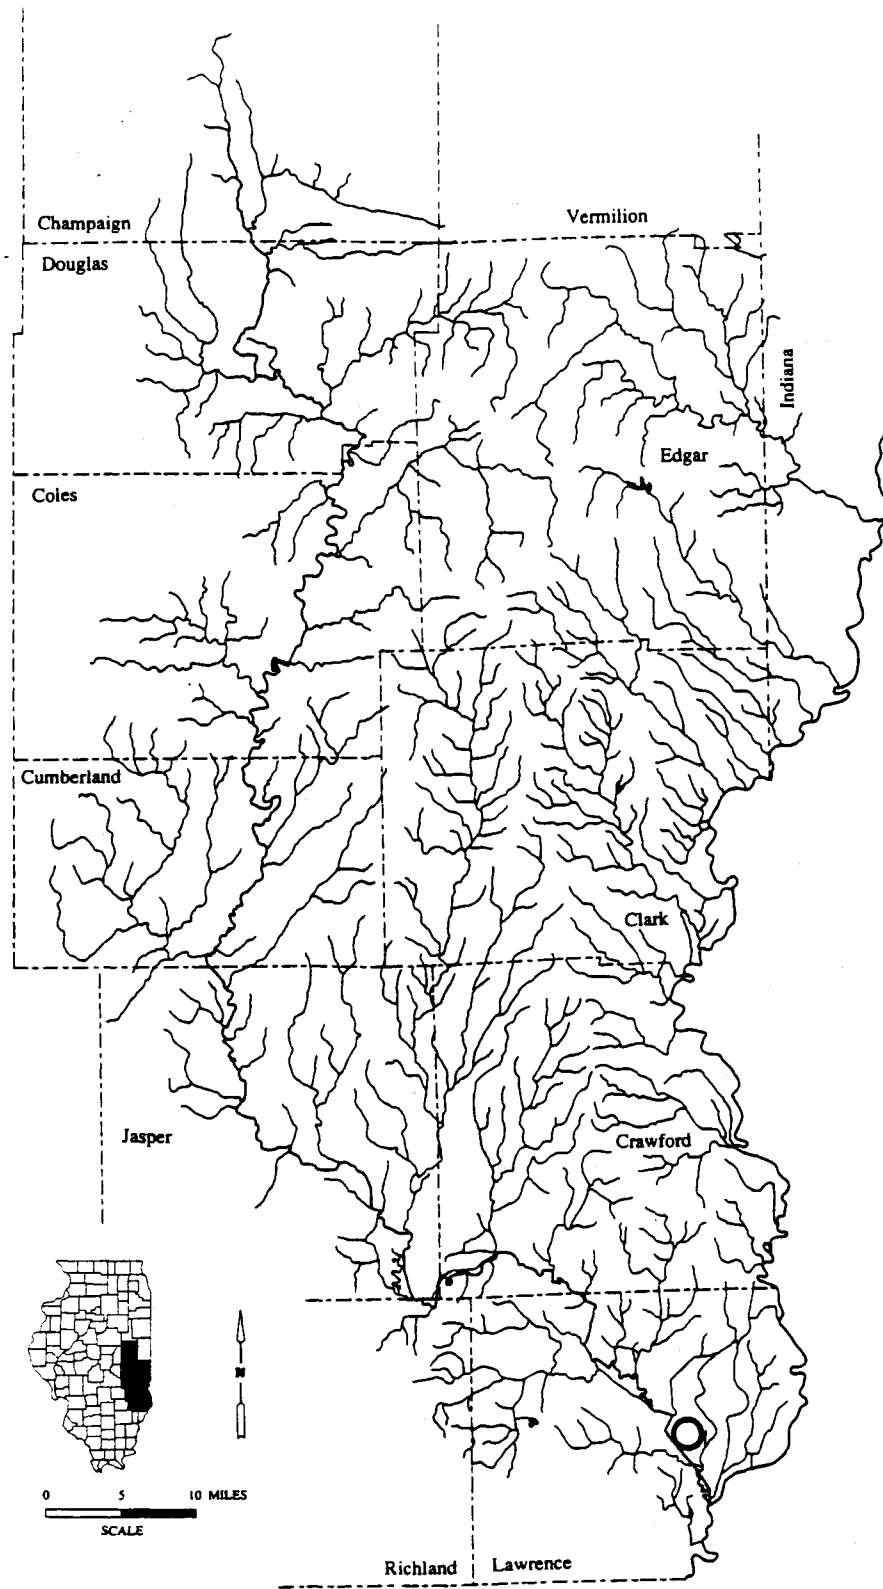 Champaign
Vermilion
Douglas
Indiana
Edgar
Coles
Cumberland
Clark
Jasper
Crawford
N
0 5 10 MILES
SCALE
Richland Lawrence